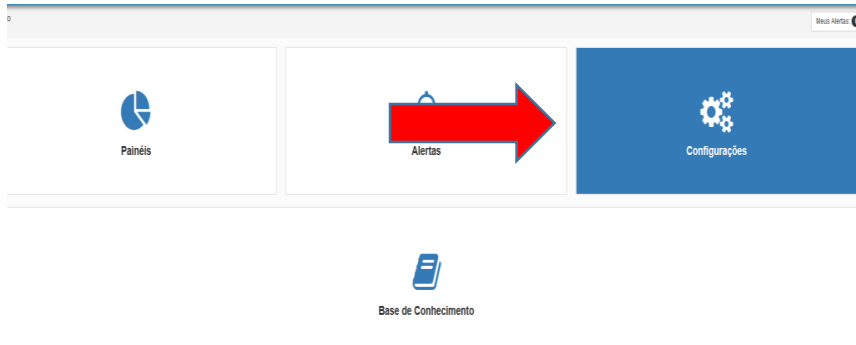 o
Meus Alertas:
Painéis
Alertas
Configurações
Base de Conhecimento